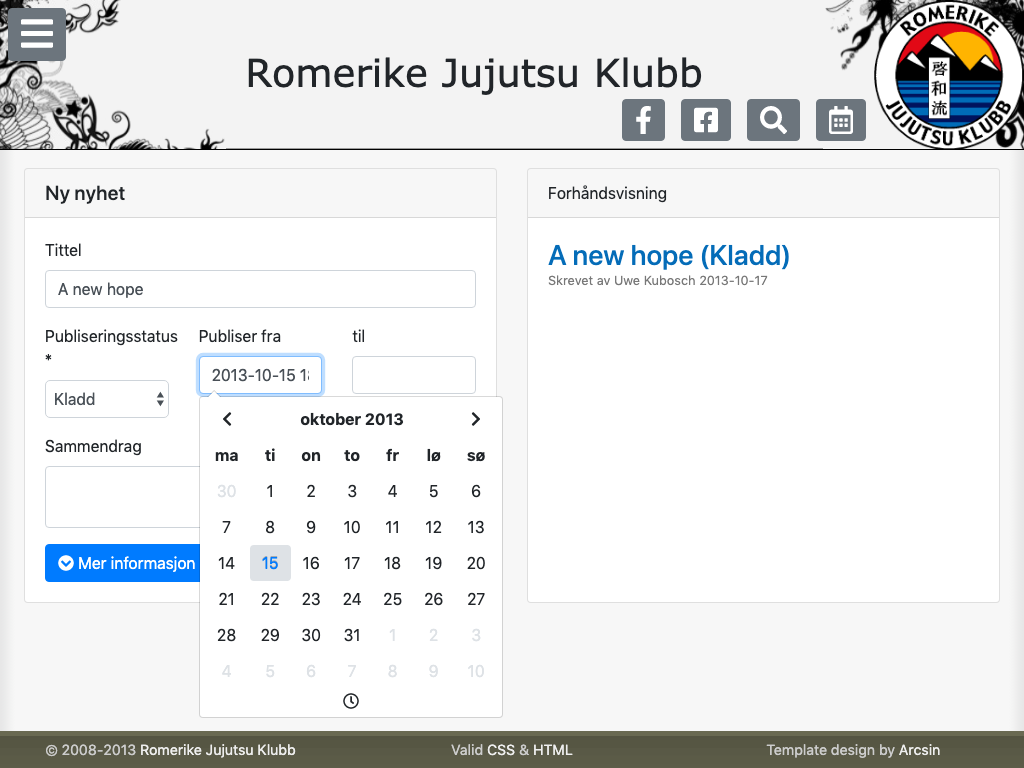 Romerike Jujutsu Klubb
ROMERIKE
啓和流
JUJUTSU KLUBB
Ny nyhet
Tittel
A new hope
Publiseringsstatus
*
Publiser fra
til
Kladd
2013-10-15 1
oktober 2013
ma ti on to fr lø sø
30 1 2 3 4 5 6
7 8 9 10 11 12 13
14 15 16 17 18 19 20
21 22 23 24 25 26 27
28 29 30 31 1 2 3
4 5 6 7 8 9 10
Sammendrag
Mer informasjon
Forhåndsvisning
A new hope (Kladd)
Skrevet av Uwe Kubosch 2013-10-17
© 2008-2013 Romerike Jujutsu Klubb
Valid CSS & HTML
Template design by Arcsin